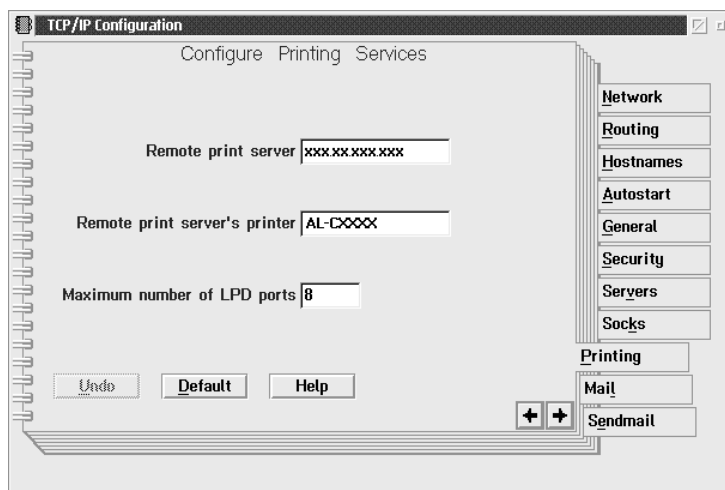 TCP/IP Configuration
Configure Printing Services
Network
Routing
Remote print server xxx.xx.xxx.xxx
Hostnames
Autostart
Remote print server's printer AL-CXXXX
General
Security
Maximum number of LPD ports 8
Servers
Socks
Printing
Undo Default Help
Mail
Sendmail